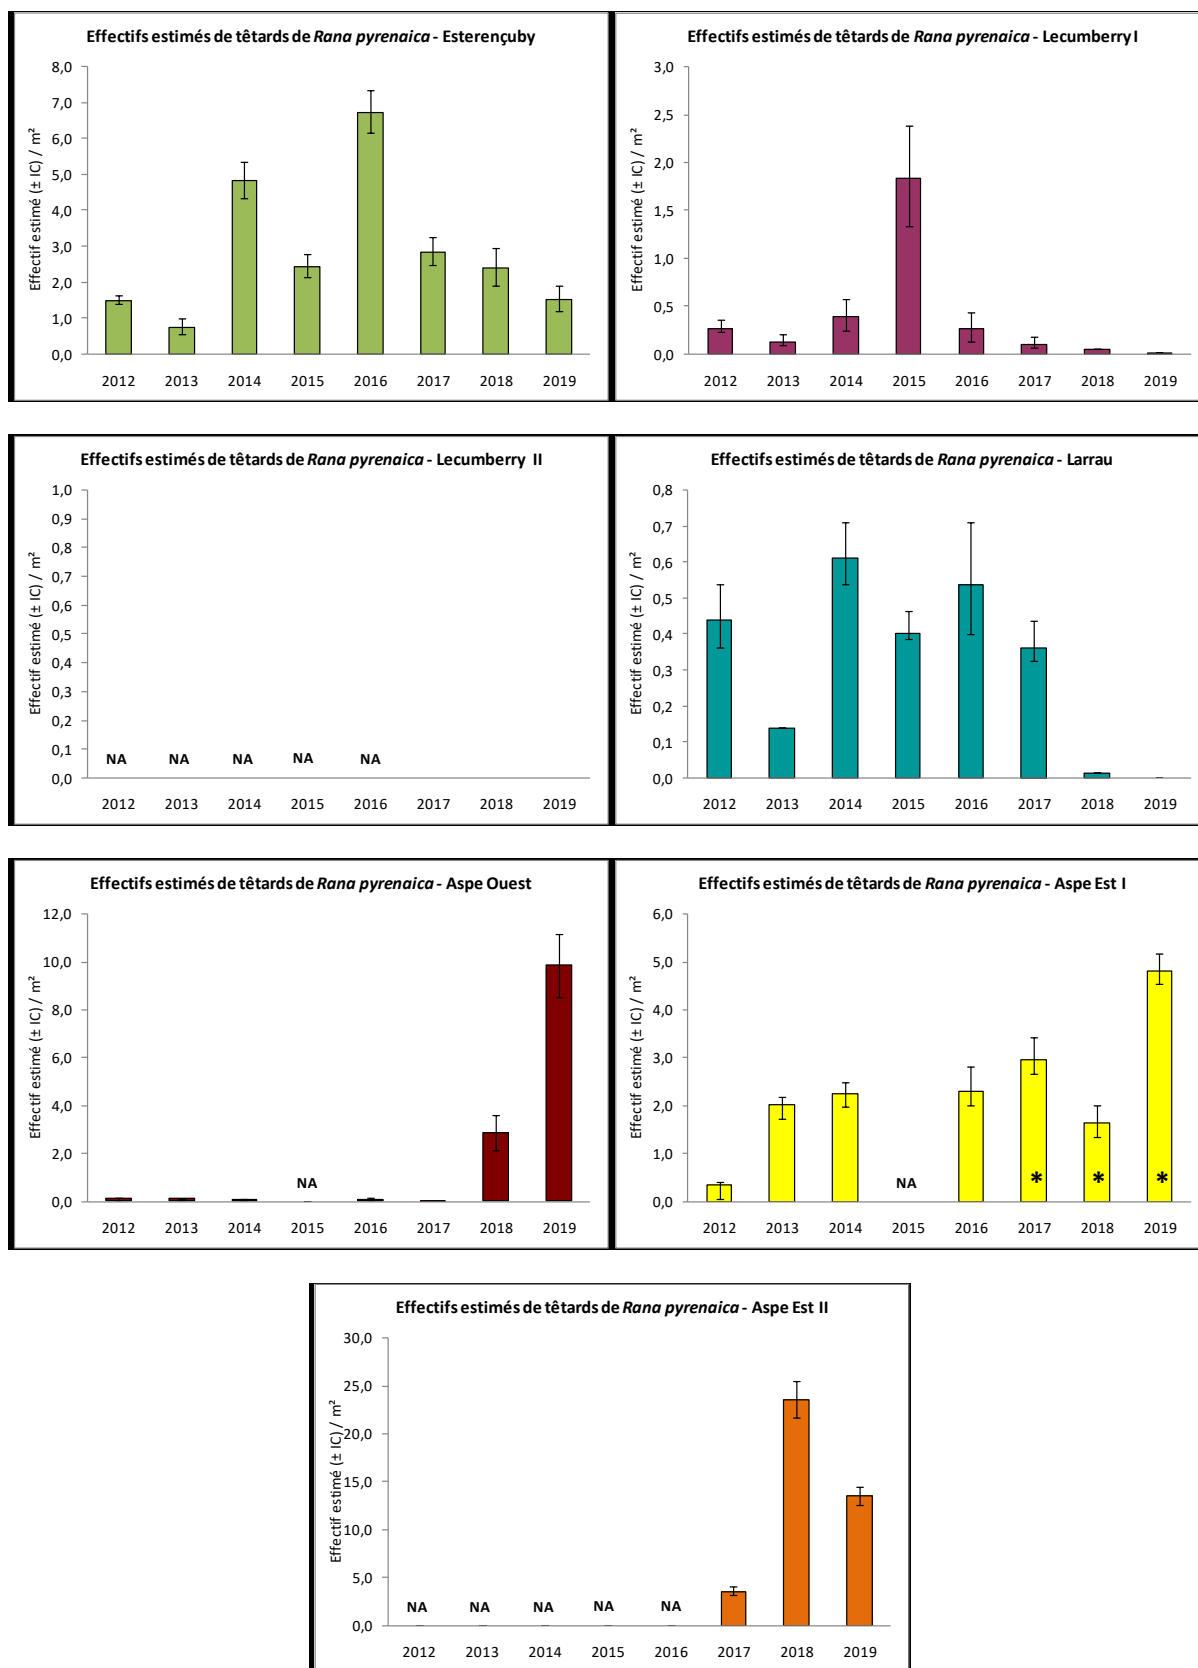 Effectifs estimés de têtards de Rana pyrenaica - Esterençuby
Effectif estimé (± IC) / m²
8,0
7,0
6,0
5,0
4,0
3,0
2,0
1,0
0,0
2012 2013 2014 2015 2016 2017 2018 2019
Effectifs estimés de têtards de Rana pyrenaica - Lecumberry I
Effectif estimé (± IC) / m²
3,0
2,5
2,0
1,5
1,0
0,5
0,0
2012 2013 2014 2015 2016 2017 2018 2019
Effectifs estimés de têtards de Rana pyrenaica - Lecumberry II
Effectif estimé (± IC) / m²
1,0
0,9
0,8
0,7
0,6
0,5
0,4
0,3
0,2
0,1
0,0
NA NA NA NA NA
2012 2013 2014 2015 2016 2017 2018 2019
Effectifs estimés de têtards de Rana pyrenaica - Larrau
Effectif estimé (± IC) / m²
0,8
0,7
0,6
0,5
0,4
0,3
0,2
0,1
0,0
2012 2013 2014 2015 2016 2017 2018 2019
Effectifs estimés de têtards de Rana pyrenaica - Aspe Ouest
Effectif estimé (± IC) / m²
12,0
10,0
8,0
6,0
4,0
2,0
0,0
NA
2012 2013 2014 2015 2016 2017 2018 2019
Effectifs estimés de têtards de Rana pyrenaica - Aspe Est I
Effectif estimé (± IC) / m²
6,0
5,0
4,0
3,0
2,0
1,0
0,0
NA * * *
2012 2013 2014 2015 2016 2017 2018 2019
Effectifs estimés de têtards de Rana pyrenaica - Aspe Est II
Effectif estimé (± IC) / m²
30,0
25,0
20,0
15,0
10,0
5,0
0,0
NA NA NA NA NA
2012 2013 2014 2015 2016 2017 2018 2019